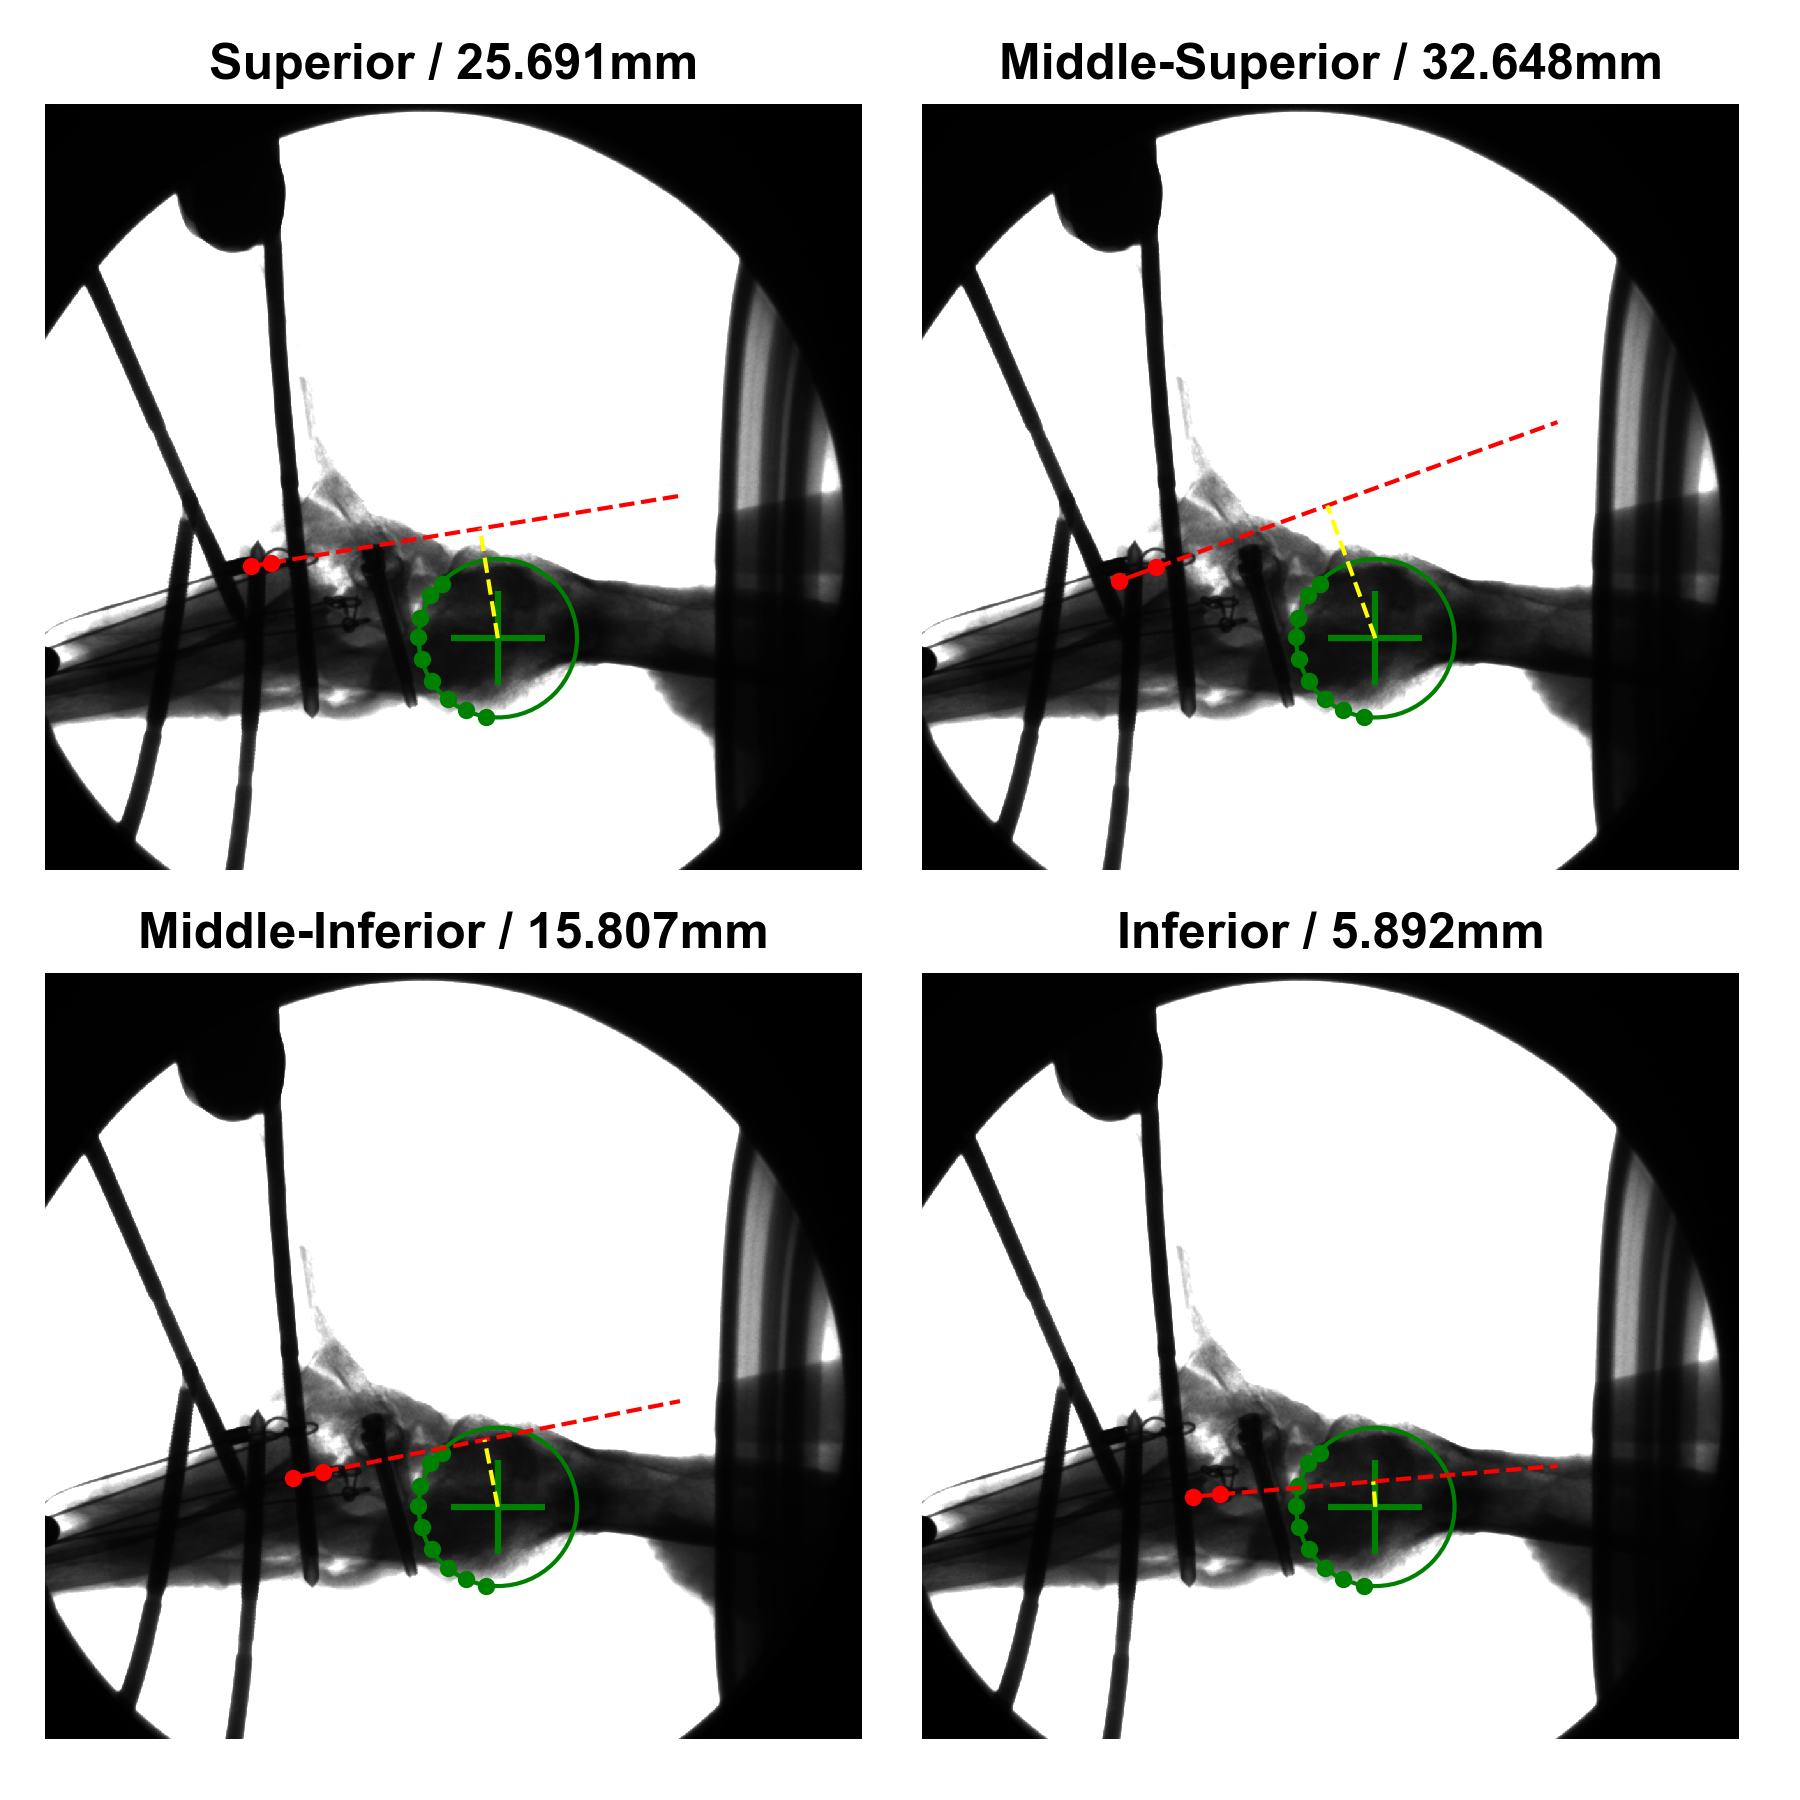 Superior / 25.691mm
Middle-Superior / 32.648mm
Middle-Inferior / 15.807mm
Inferior / 5.892mm